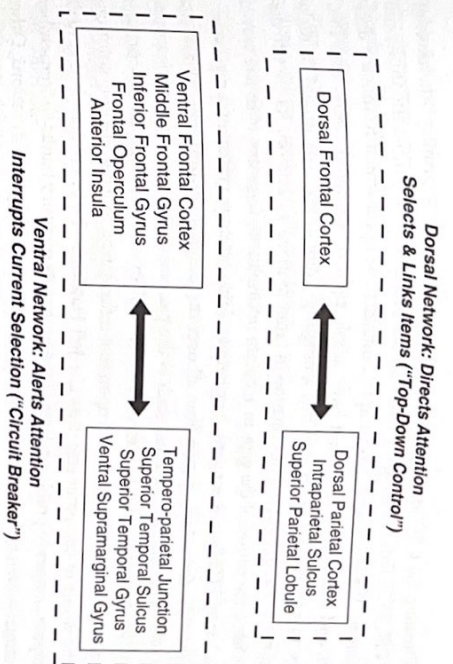 Dorsal Network: Directs Attention
Selects & Links Items ("Top-Down Control")
Dorsal Frontal Cortex
Dorsal Parietal Cortex
Intraparietal Sulcus
Superior Parietal Lobule
Ventral Frontal Cortex
Middle Frontal Gyrus
Inferior Frontal Gyrus
Frontal Operculum
Anterior Insula
Tempero-parietal Junction
Superior Temporal Sulcus
Superior Temporal Gyrus
Ventral Supramarginal Gyrus
Ventral Network: Alerts Attention
Interrupts Current Selection ("Circuit Breaker")